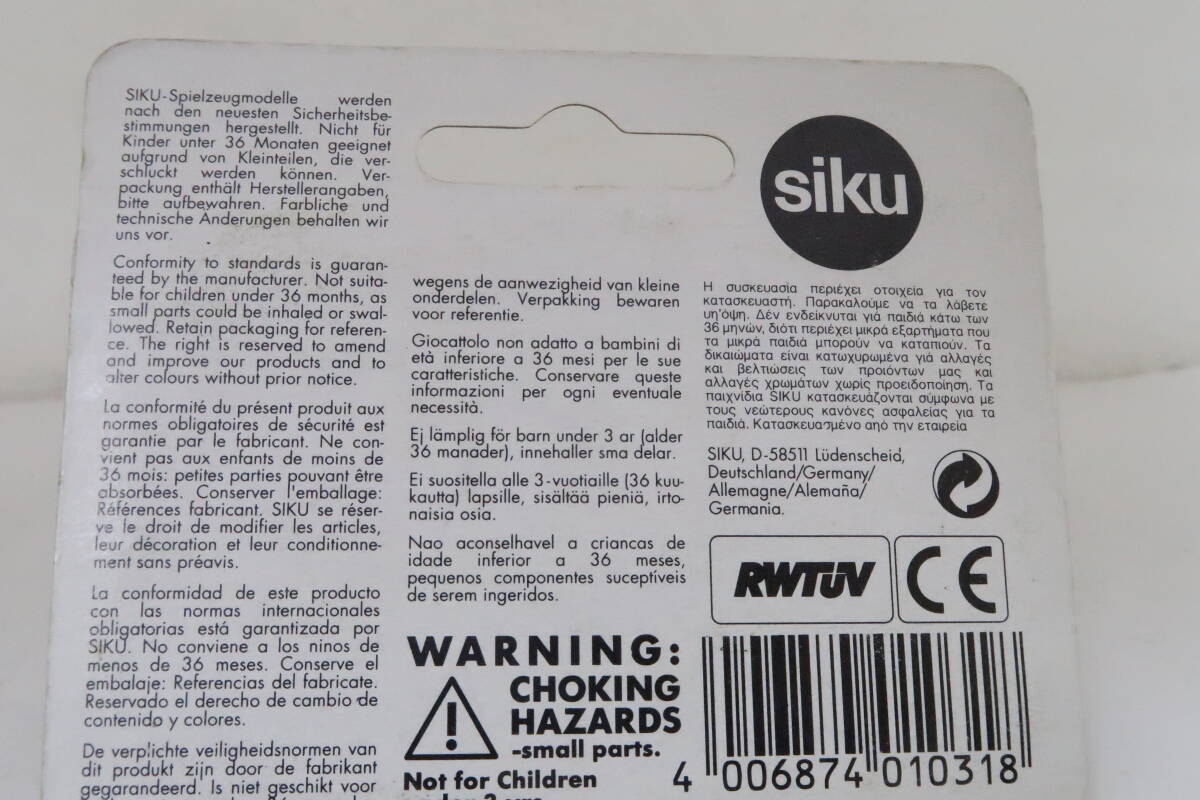 SIKU-Spielzeugmodelle werden
nach den neuesten Sicherheitsbe-
stimmungen hergestellt. Nicht für
Kinder unter 36 Monaten geeignet
aufgrund von Kleinteilen, die ver-
schluckt werden können. Ver-
packung enthält Herstellerangaben,
bitte aufbewahren. Farbliche und
technische Änderungen behalten wir
uns vor.
Conformity to standards is guaran-
teed by the manufacturer. Not suita-
ble for children under 36 months, as
small parts could be inhaled or swal-
lowed. Retain packaging for referen-
ce. The right is reserved to amend
and improve our products and to
alter colours without prior notice.
La conformité du présent produit aux
normes obligatoires de sécurité est
garantie par le fabricant. Ne con-
vient pas aux enfants de moins de
36 mois: petites parties pouvant être
absorbées. Conserver l'emballage:
Références fabricant. SIKU se réser-
ve le droit de modifier les articles,
leur décoration et leur conditionne-
ment sans préavis.
La conformidad de este producto
con las normas internacionales
obligatorias está garantizada por
SIKU. No conviene a los ninos de
menos de 36 meses. Conserve el
embalaje: Referencias del fabricate.
Reservado el derecho de cambio de
contenido y colores.
De verplichte veiligheidsnormen van
dit produkt zijn door de fabrikant
gegarandeerd. Is niet geschikt voor
wegens de aanwezigheid van kleine
onderdelen. Verpakking bewaren
voor referentie.
Giocattolo non adatto a bambini di
età inferiore a 36 mesi per le sue
caratteristiche. Conservare queste
informazioni per ogni eventuale
necessità.
Ej lämplig för barn under 3 ar (alder
36 manader), innehaller sma delar.
Ei suositella alle 3-vuotiaille (36 kuu-
kautta) lapsille, sisältää pieniä, irto-
naisia osia.
Nao aconselhavel a criancas de
idade inferior a 36 meses,
pequenos componentes suceptíveis
de serem ingeridos.
WARNING:
CHOKING
HAZARDS
-small parts.
Not for Children
under 3 yrs.
siku
Η συσκευασία περιέχει οτοιχεία για τον
κατασκευαστή. Παρακαλούμε να τα λάβετε
υη'όψη. Δέν ενδείκνυται γιά παιδιά κάτω των
36 μηνών, διότι περιέχει μικρά εξαρτήματα που
τα μικρά παιδιά μπορούν να καταπιούν. Τα
δικαιώματα είναι κατωχυρωμένα γιά αλλαγές
και βελτιώσεις των προιόντων μας και
αλλαγές χρωμάτων χωρίς προειδοποίηση. Τα
παιχνίδια SIKU κατασκευάζονται σύμφωνα με
τους νεώτερους κανόνες ασφαλείας για τα
παιδιά. Κατασκευασμένο αηό την εταιρεία
SIKU, D-58511 Lüdenscheid,
Deutschland/Germany/
Allemagne/Alemaña/
Germania.
RWTÜV
CE
4 006874 010318